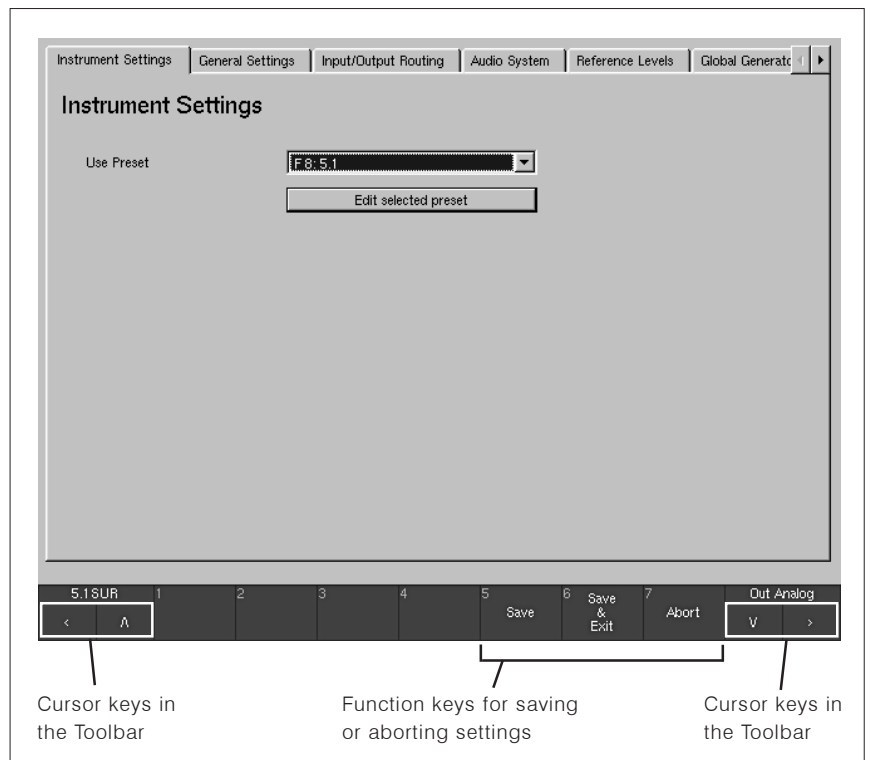 Instrument Settings General Settings Input/Output Routing Audio System Reference Levels Global Generato
Instrument Settings
Use Preset F 8: 5.1
Edit selected preset
5.1SUR 1 2 3 4 5 Save 6 Save & Exit 7 Abort Out Analog
< Λ V >
Cursor keys in
the Toolbar
Function keys for saving
or aborting settings
Cursor keys in
the Toolbar